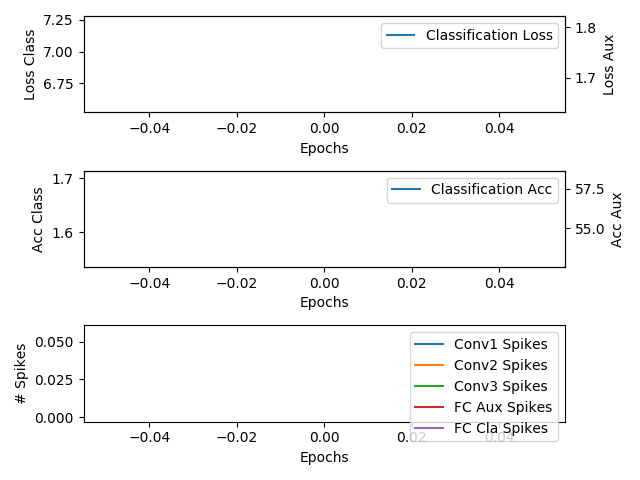 7.25
7.00
6.75
Loss Class
Classification Loss
1.8
1.7
Loss Aux
−0.04 −0.02 0.00 0.02 0.04
Epochs
1.7
1.6
Acc Class
Classification Acc
57.5
55.0
Acc Aux
−0.04 −0.02 0.00 0.02 0.04
Epochs
0.050
0.025
0.000
# Spikes
Conv1 Spikes
Conv2 Spikes
Conv3 Spikes
FC Aux Spikes
FC Cla Spikes
−0.04 −0.02 0.00 0.02 0.04
Epochs